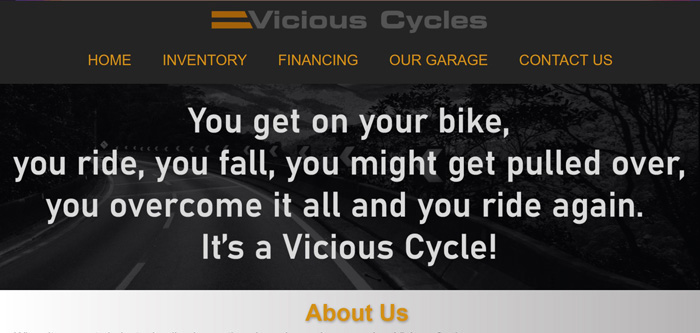 Vicious Cycles
HOME INVENTORY FINANCING OUR GARAGE CONTACT US
You get on your bike,
you ride, you fall, you might get pulled over,
you overcome it all and you ride again.
It's a Vicious Cycle!
About Us